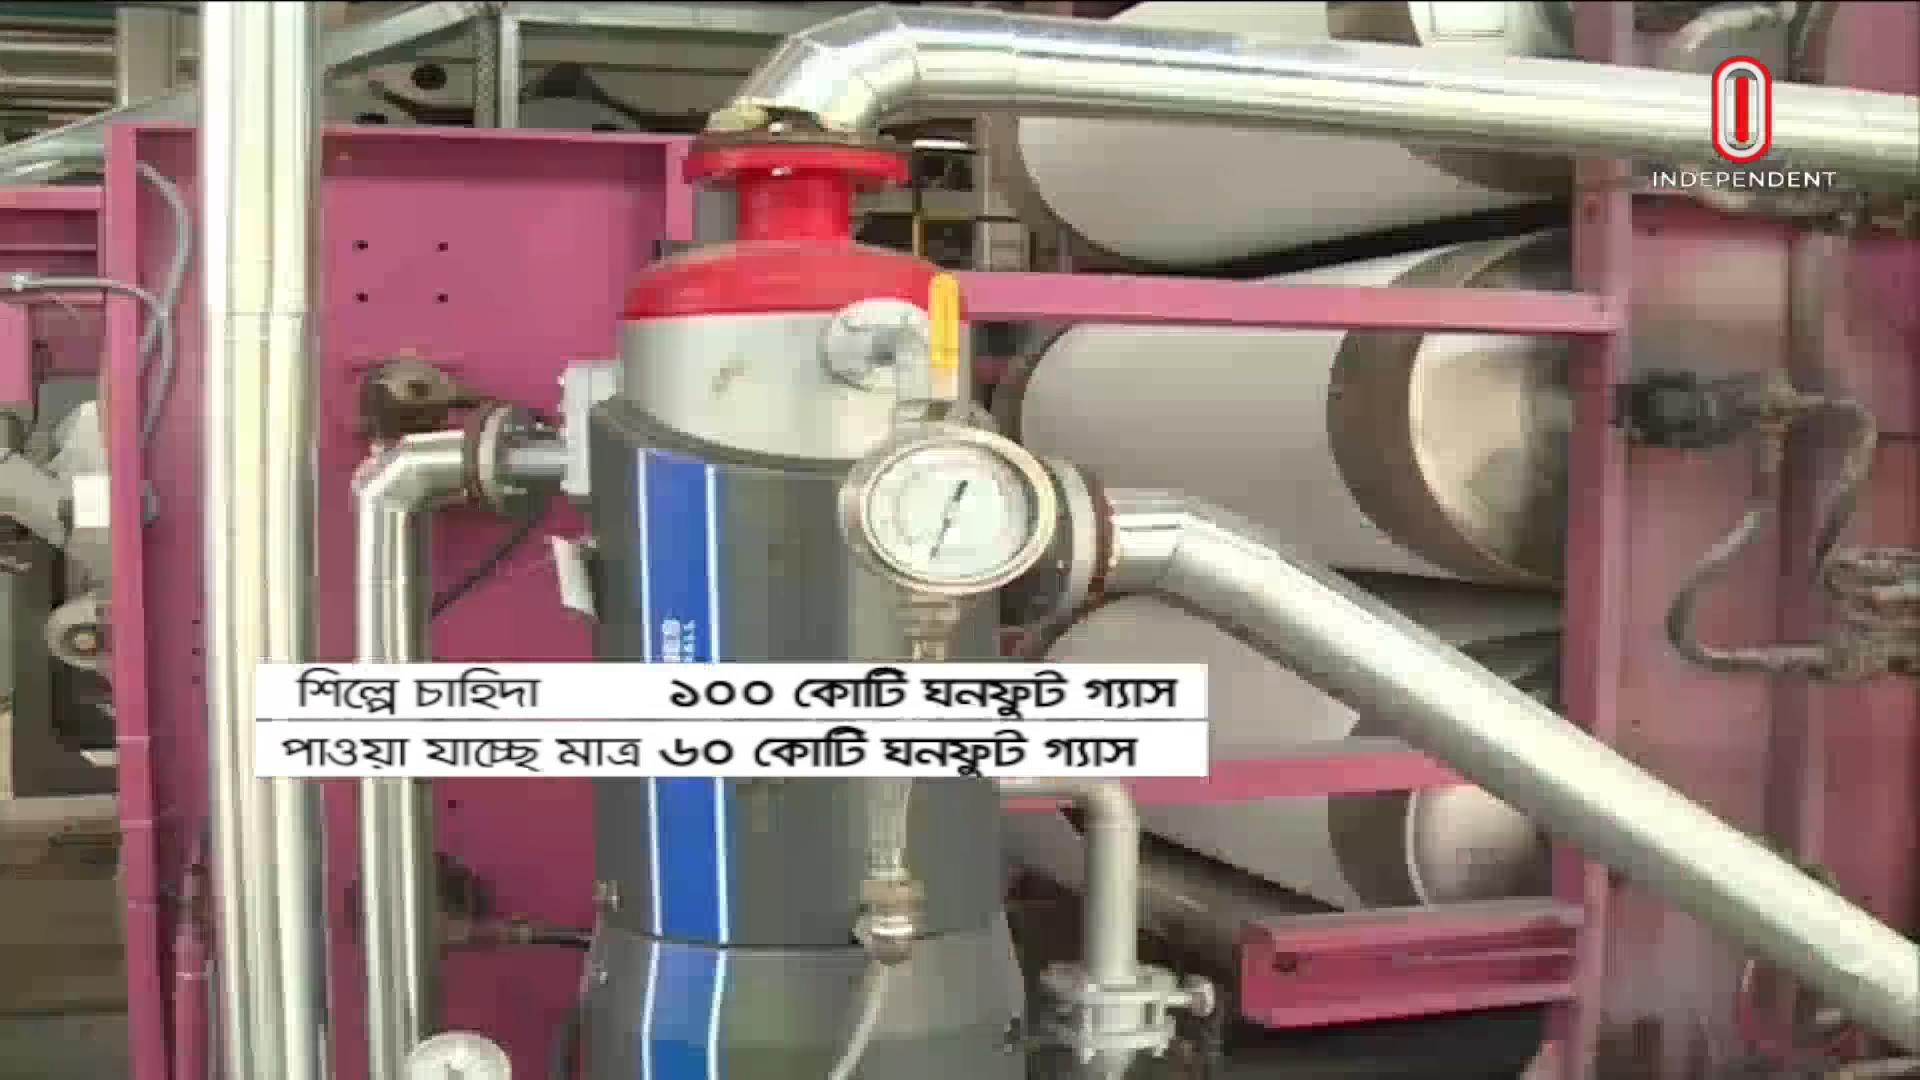 INDEPENDENT
শিল্পে চাহিদা ১০০ কোটি ঘনফুট গ্যাস
পাওয়া যাচ্ছে মাত্র ৬০ কোটি ঘনফুট গ্যাস